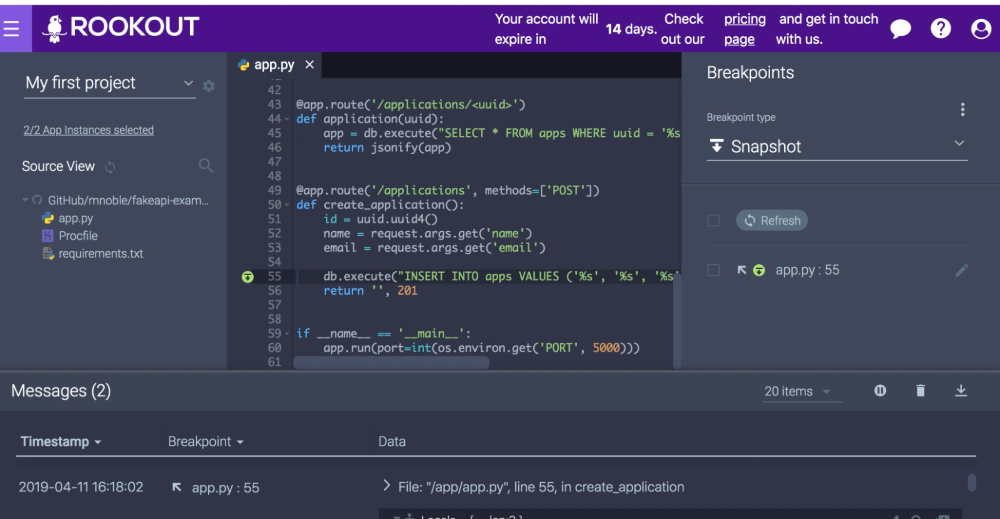 ROOKOUT
Your account will expire in 14 days. Check out our pricing page and get in touch with us.
My first project
2/2 App Instances selected
Source View
GitHub/mnoble/fakeapi-exam...
app.py
Procfile
requirements.txt
app.py ×
42
43 @app.route('/applications/<uuid>')
44 def application(uuid):
45 app = db.execute("SELECT * FROM apps WHERE uuid = '%s
46 return jsonify(app)
47
48
49 @app.route('/applications', methods=['POST'])
50 def create_application():
51 id = uuid.uuid4()
52 name = request.args.get('name')
53 email = request.args.get('email')
54
55 db.execute("INSERT INTO apps VALUES ('%s', '%s', '%s'
56 return '', 201
57
58
59 if __name__ == '__main__':
60 app.run(port=int(os.environ.get('PORT', 5000)))
61
Breakpoints
Breakpoint type
Snapshot
Refresh
app.py : 55
Messages (2)
20 items
Timestamp Breakpoint Data
2019-04-11 16:18:02 app.py : 55 File: "/app/app.py", line 55, in create_application